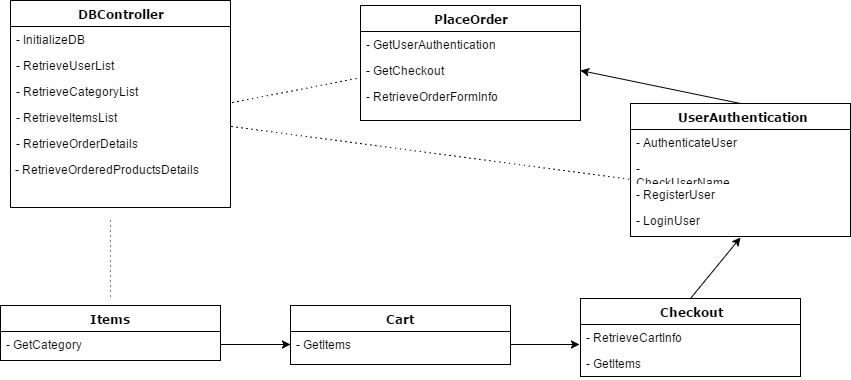 DBController
- InitializeDB
- RetrieveUserList
- RetrieveCategoryList
- RetrieveItemsList
- RetrieveOrderDetails
- RetrieveOrderedProductsDetails
PlaceOrder
- GetUserAuthentication
- GetCheckout
- RetrieveOrderFormInfo
UserAuthentication
- AuthenticateUser
-
CheckUserName
- RegisterUser
- LoginUser
Items
- GetCategory
Cart
- GetItems
Checkout
- RetrieveCartInfo
- GetItems